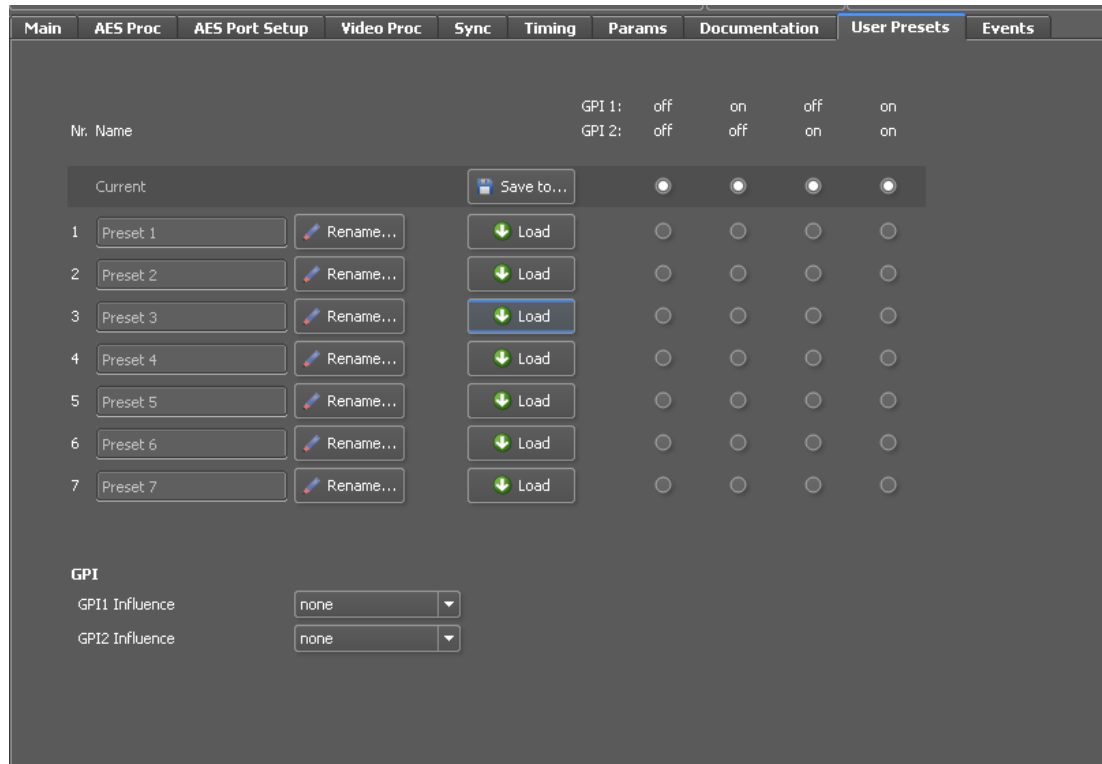 Main AES Proc AES Port Setup Video Proc Sync Timing Params Documentation User Presets Events
GPI 1: off on off on
Nr. Name GPI 2: off off on on
Current Save to...
1 Preset 1 Rename... Load
2 Preset 2 Rename... Load
3 Preset 3 Rename... Load
4 Preset 4 Rename... Load
5 Preset 5 Rename... Load
6 Preset 6 Rename... Load
7 Preset 7 Rename... Load
GPI
GPI1 Influence none
GPI2 Influence none